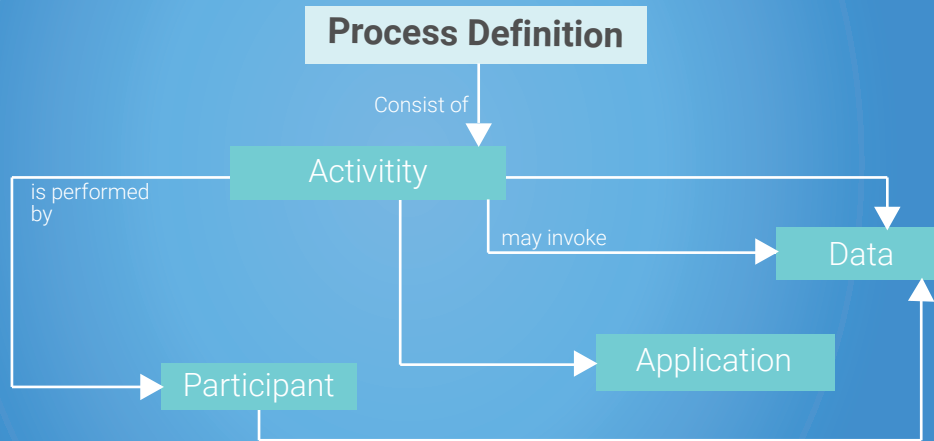 Process Definition
Consist of
Activitity
is performed
by
may invoke
Data
Application
Participant